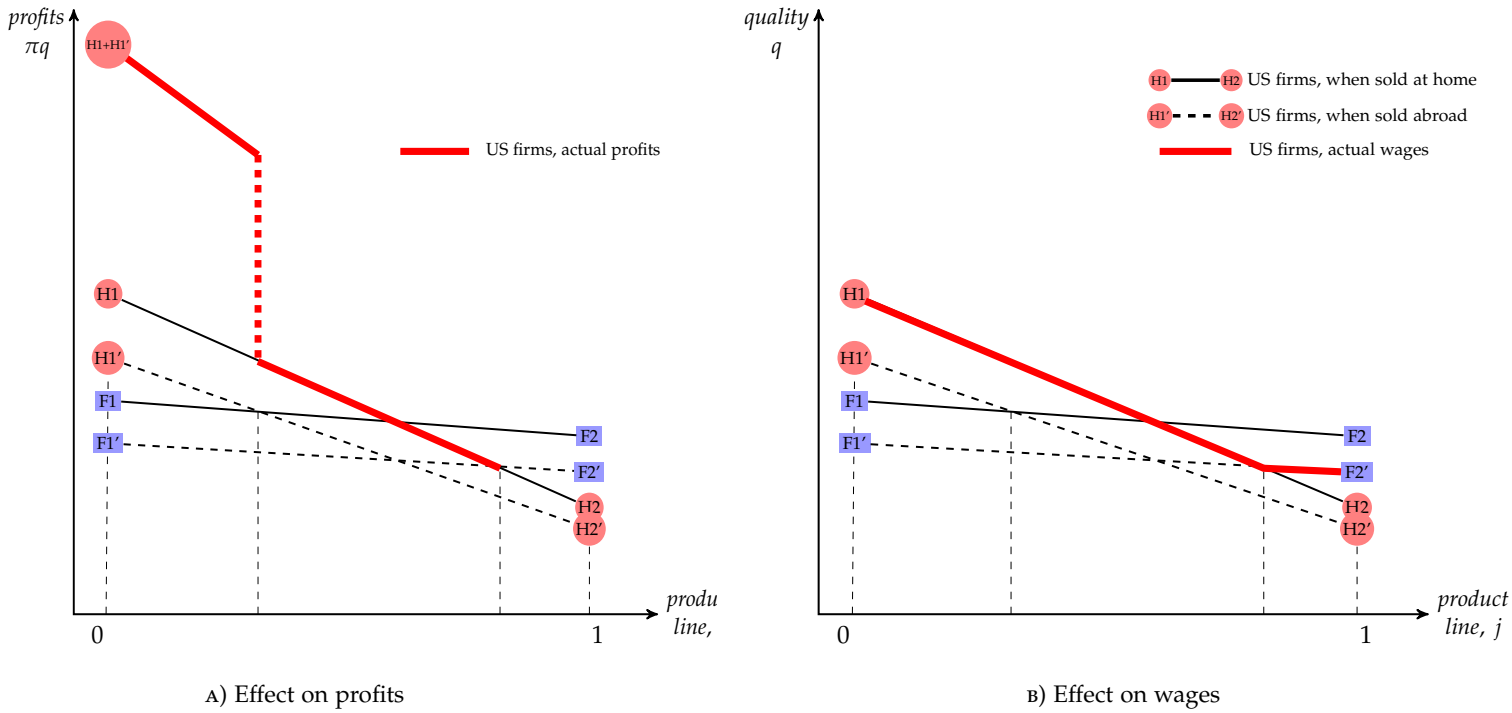 profits
πq
H1+H1′
US firms, actual profits
H1
H1′
F1
F1′
F2
F2′
H2
H2′
produ
line,
0
1
A) Effect on profits
quality
q
H1 H2 US firms, when sold at home
H1′ H2′ US firms, when sold abroad
US firms, actual wages
H1
H1′
F1
F1′
F2
F2′
H2
H2′
product
line, j
0
1
B) Effect on wages